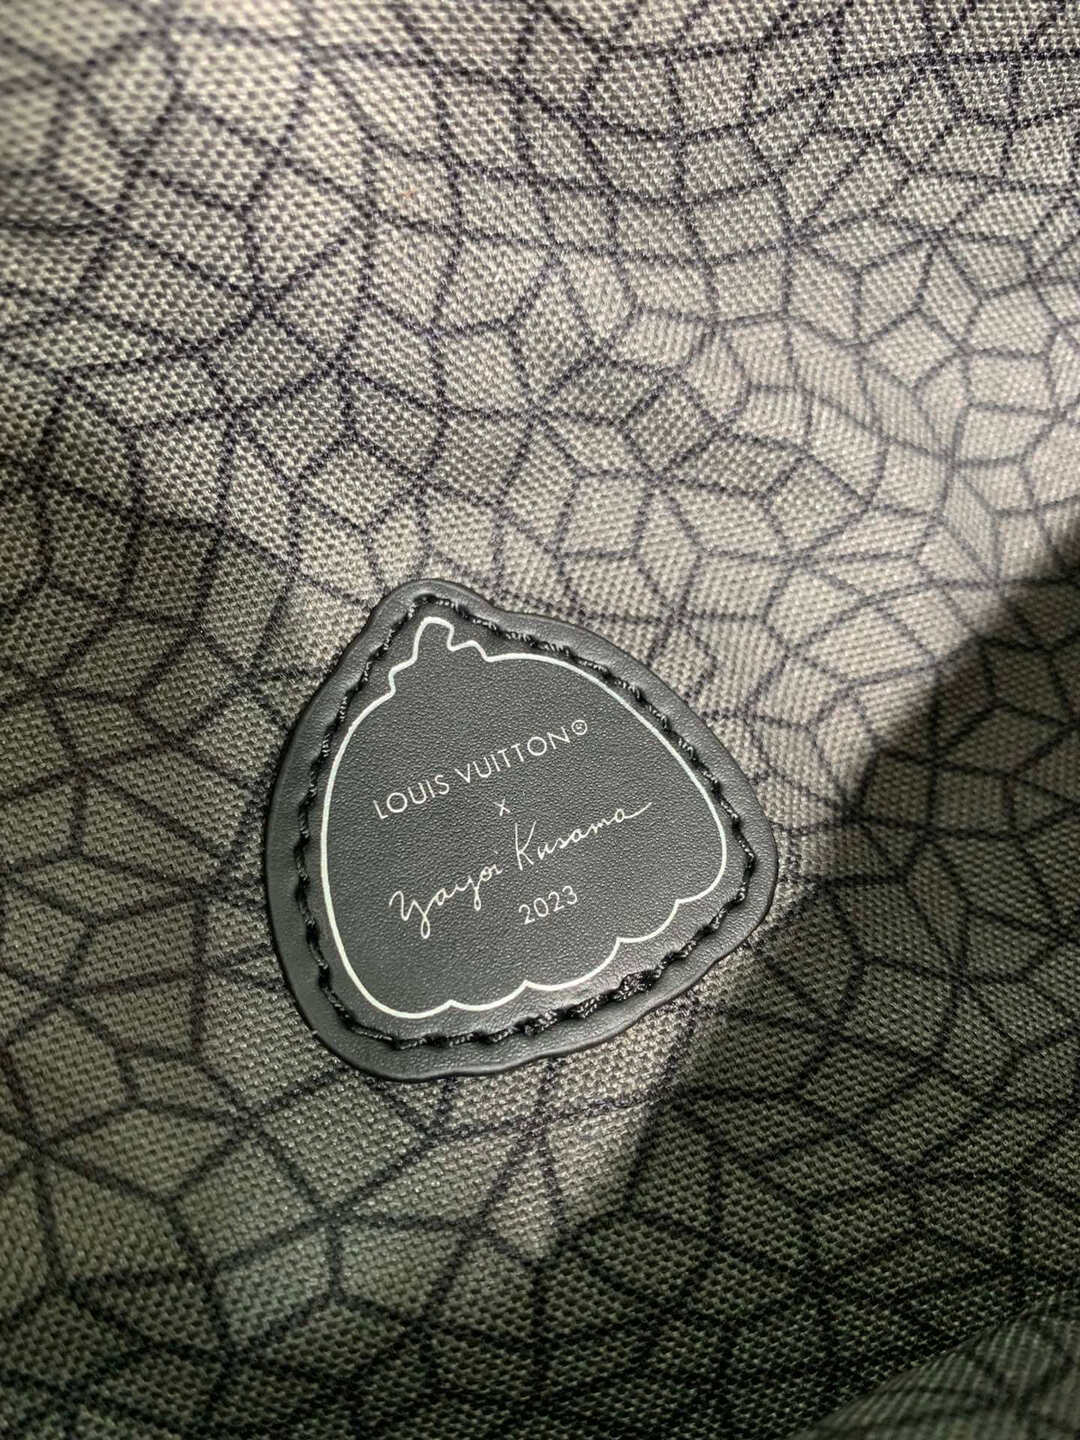 LOUIS VUITTON®
x
Yayoi Kusama
2023